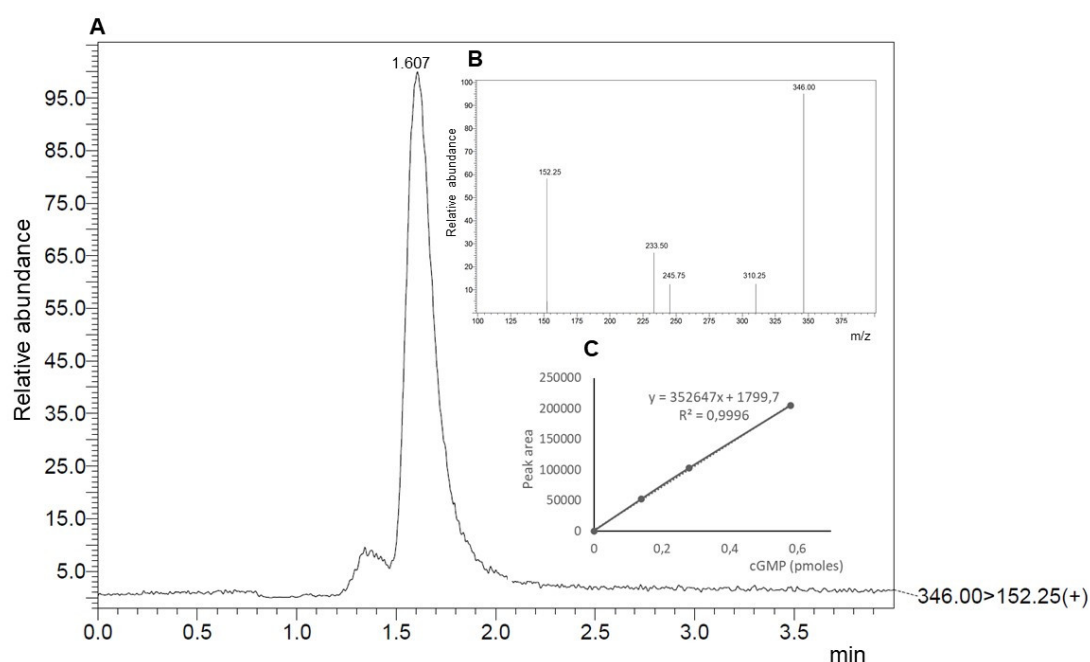 A
1.607
95.0
85.0
75.0
65.0
55.0
45.0
35.0
25.0
15.0
5.0
Relative abundance
0.0 0.5 1.0 1.5 2.0 2.5 3.0 3.5
min
346.00>152.25(+)
B
100
90
80
70
60
50
40
30
20
10
Relative abundance
152.25
233.50
245.75
310.25
346.00
100 125 150 175 200 225 250 275 300 325 350 375
m/z
C
250000
200000
150000
100000
50000
0
Peak area
y = 352647x + 1799,7
R² = 0,9996
0 0,2 0,4 0,6
cGMP (pmoles)